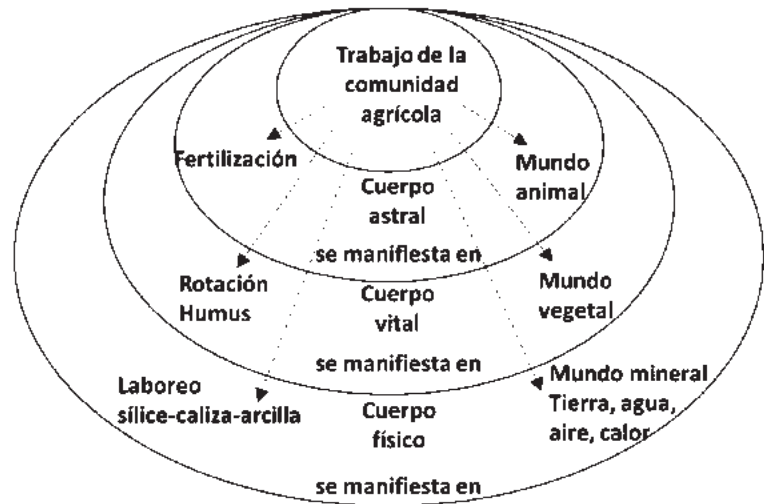 Trabajo de la
comunidad
agrícola
Fertilización
Mundo
animal
Cuerpo
astral
se manifiesta en
Rotación
Humus
Cuerpo
vital
Mundo
vegetal
se manifiesta en
Laboreo
sílice-caliza-arcilla
Cuerpo
físico
Mundo mineral
Tierra, agua,
aire, calor
se manifiesta en